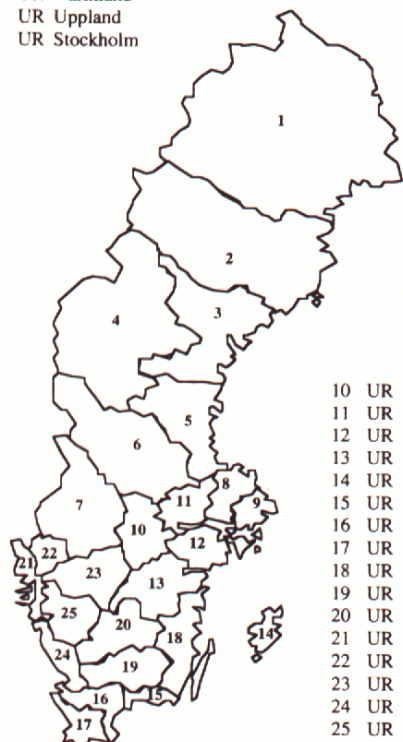 UR Uppland
UR Stockholm
1
2
3
4
5
6
7
8
9
10
11
12
13
14
15
16
17
18
19
20
21
22
23
24
25
10 UR
11 UR
12 UR
13 UR
14 UR
15 UR
16 UR
17 UR
18 UR
19 UR
20 UR
21 UR
22 UR
23 UR
24 UR
25 UR